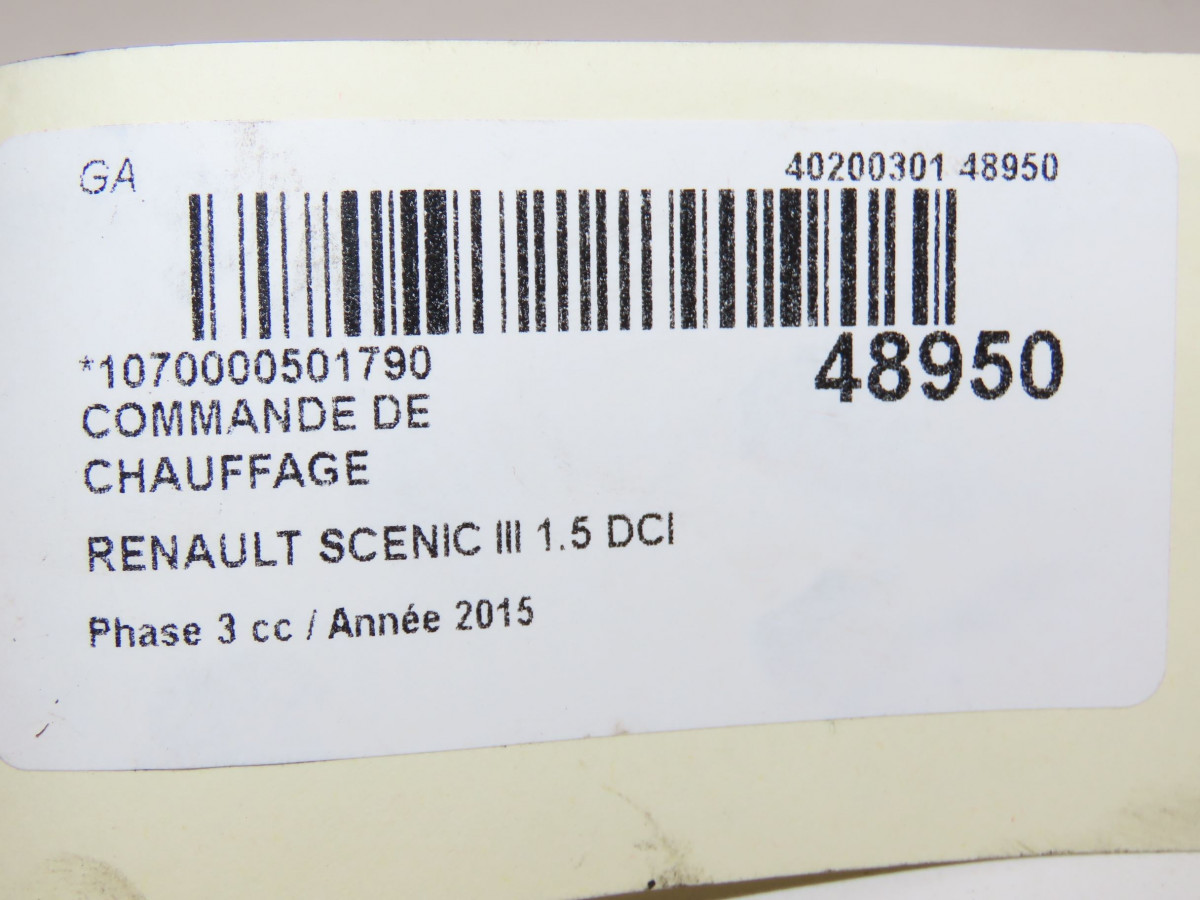 GA
40200301 48950
*1070000501790
48950
COMMANDE DE
CHAUFFAGE
RENAULT SCENIC III 1.5 DCI
Phase 3 cc / Année 2015